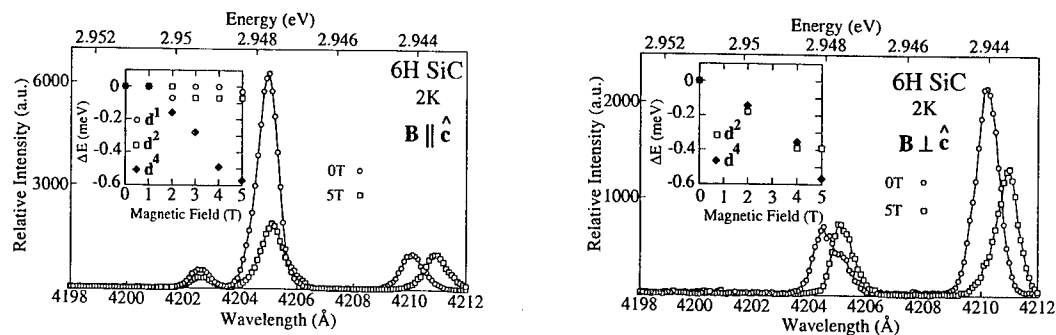 Energy (eV)
2.952 2.95 2.948 2.946 2.944
Relative Intensity (a.u.)
6000
3000
0
-0.2
-0.4
-0.6
ΔE (meV)
d¹
d²
d⁴
0 1 2 3 4 5
Magnetic Field (T)
6H SiC
2K
B || ĉ
0T
5T
4198 4200 4202 4204 4206 4208 4210 4212
Wavelength (Å)
Energy (eV)
2.952 2.95 2.948 2.946 2.944
Relative Intensity (a.u.)
2000
1000
0
-0.2
-0.4
-0.6
ΔE (meV)
d²
d⁴
0 1 2 3 4 5
Magnetic Field (T)
6H SiC
2K
B ⊥ ĉ
0T
5T
4198 4200 4202 4204 4206 4208 4210 4212
Wavelength (Å)